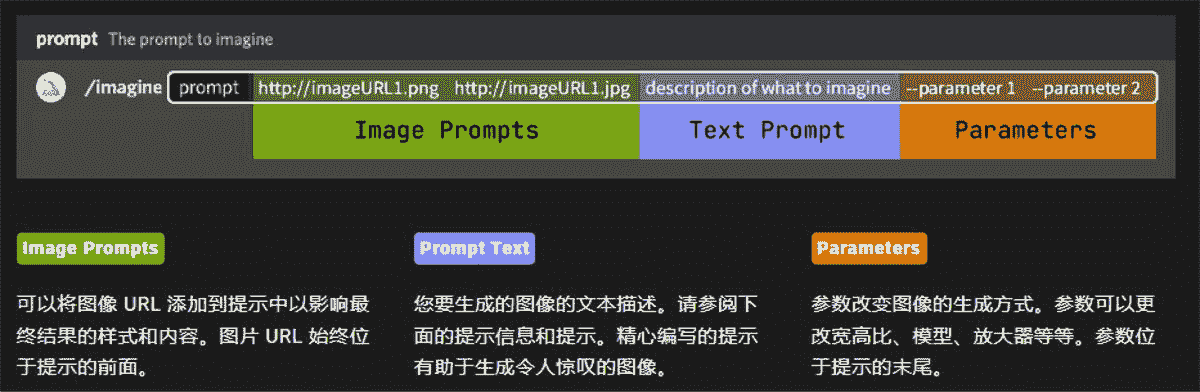 prompt The prompt to imagine
/imagine prompt http://imageURL1.png http://imageURL1.jpg description of what to imagine --parameter 1 --parameter 2
Image Prompts Text Prompt Parameters
Image Prompts
可以将图像 URL 添加到提示中以影响最
终结果的样式和内容。图片 URL 始终位
于提示的前面。
Prompt Text
您要生成的图像的文本描述。请参阅下
面的提示信息和提示。精心编写的提示
有助于生成令人惊叹的图像。
Parameters
参数改变图像的生成方式。参数可以更
改宽高比、模型、放大器等等。参数位
于提示的末尾。